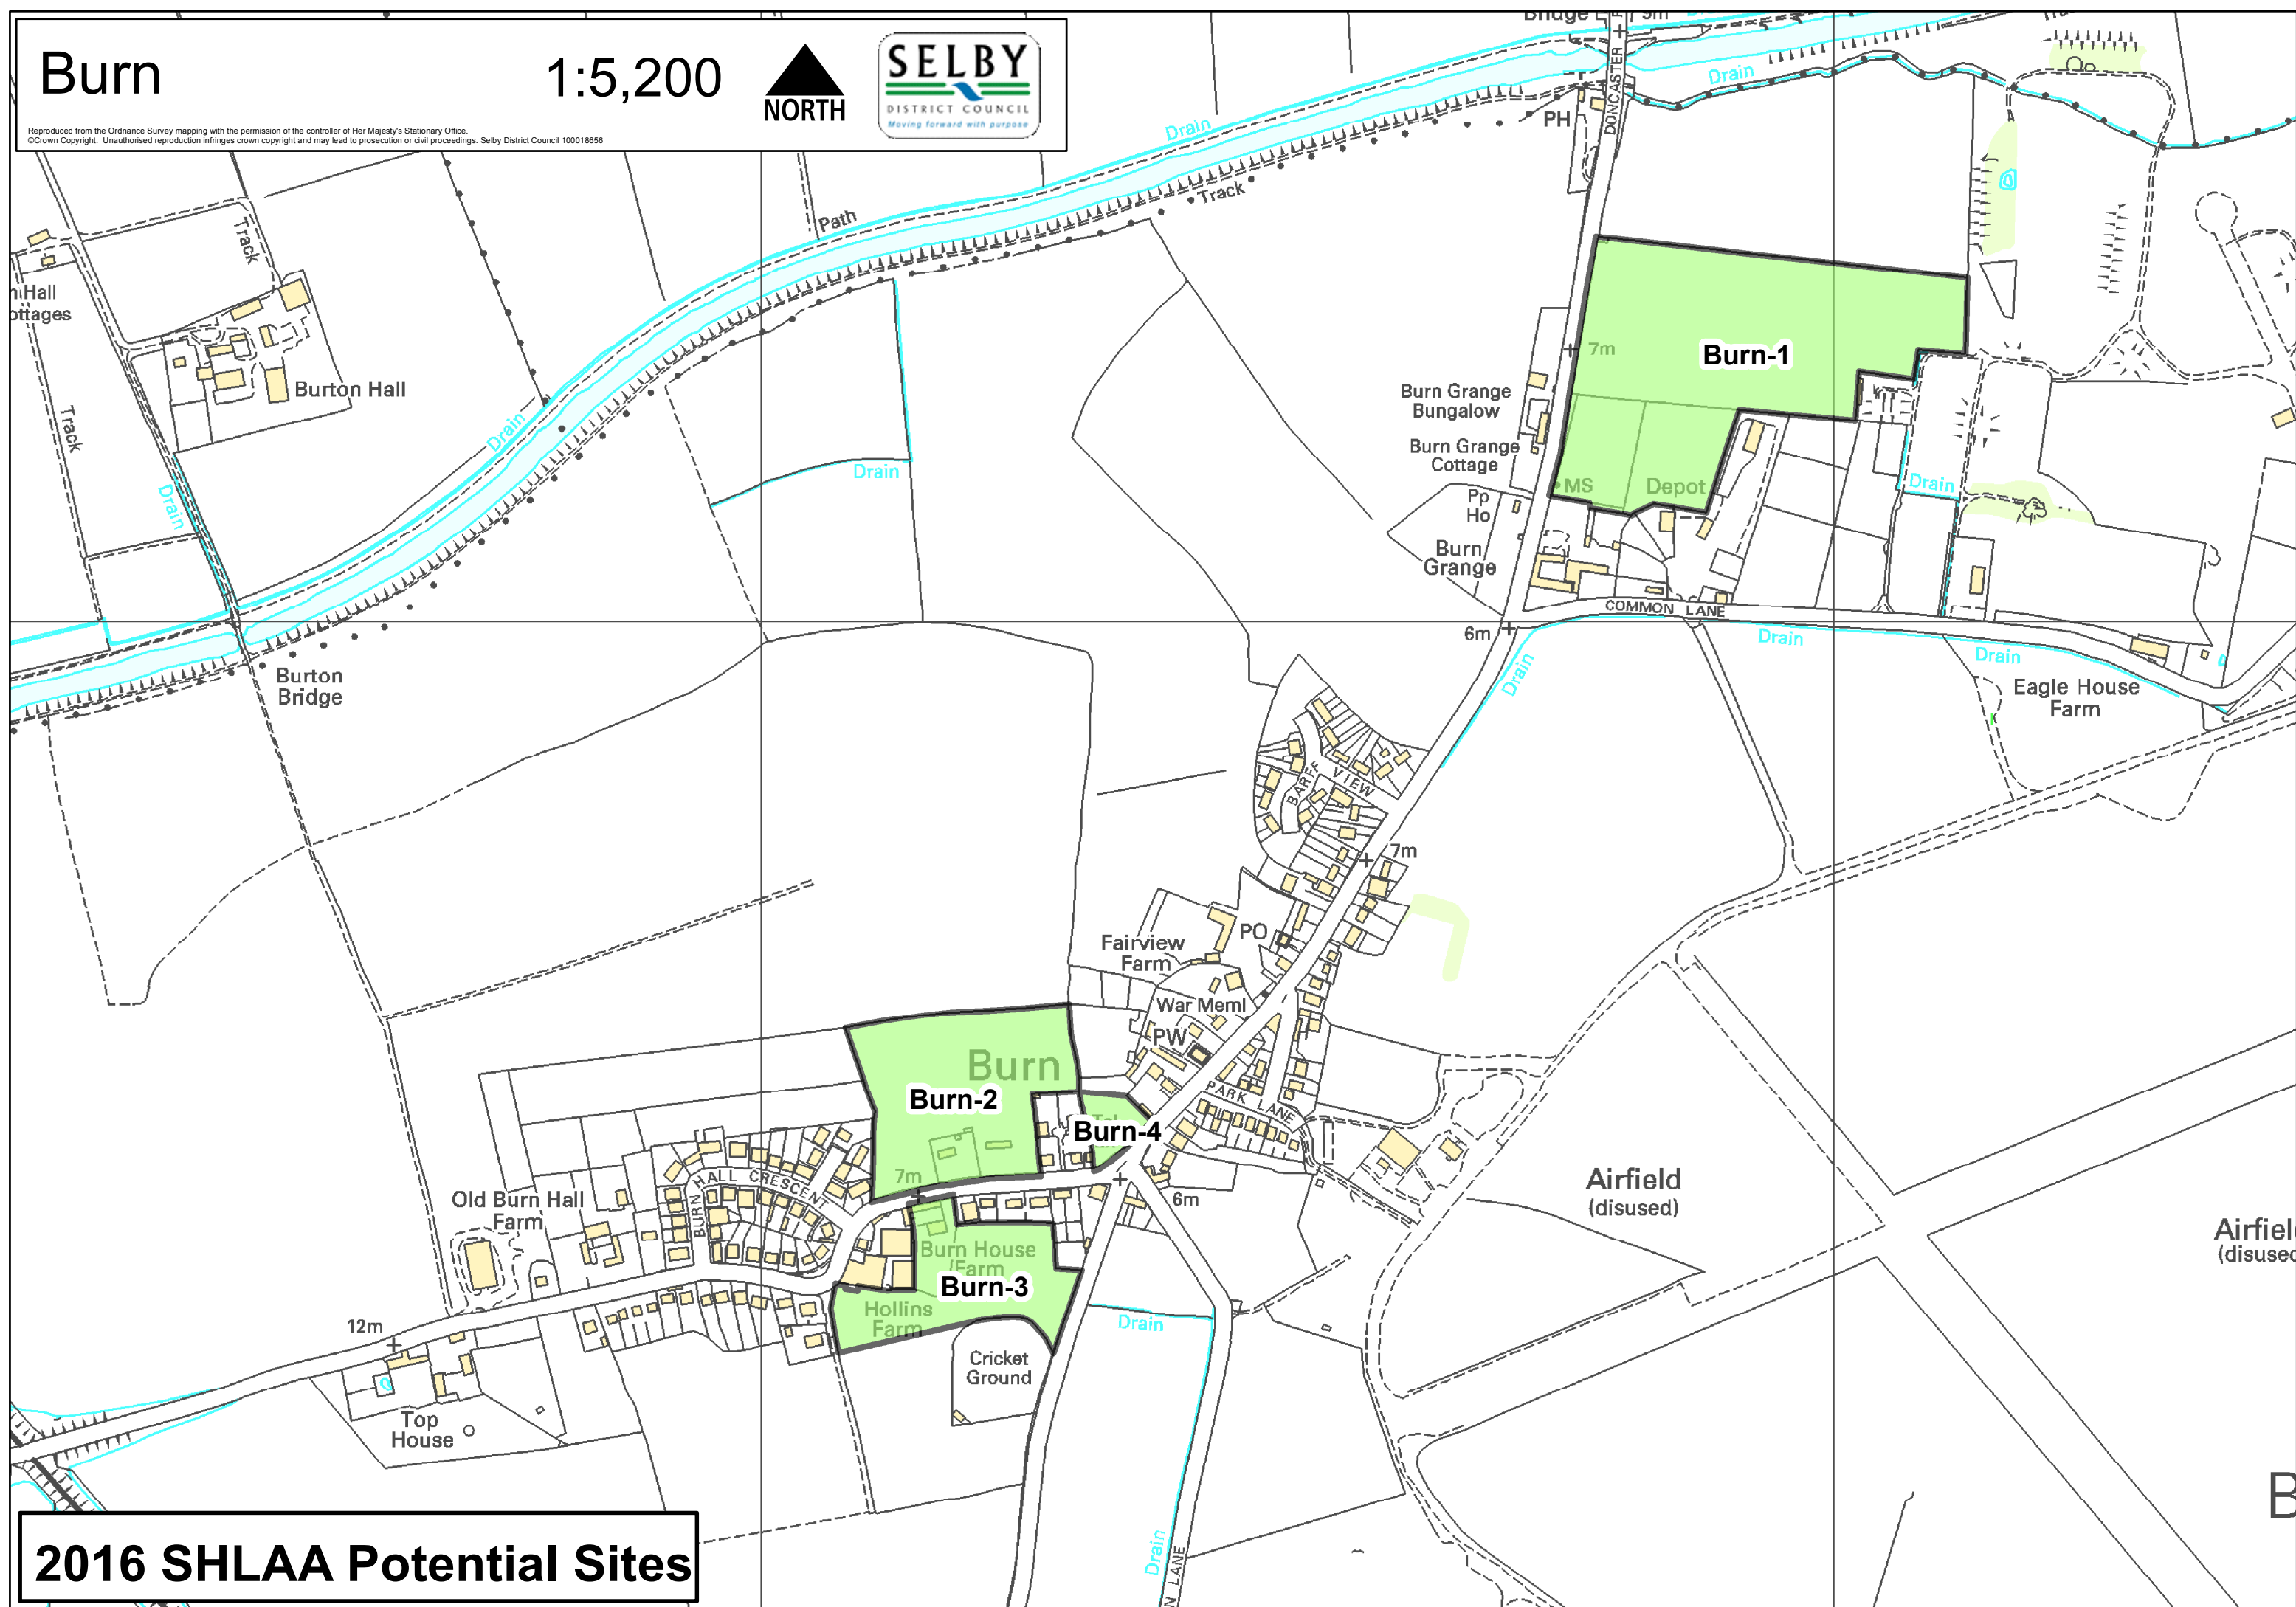 Burn
1:5,200
NORTH
SELBY
DISTRICT COUNCIL
Moving forward with purpose
Reproduced from the Ordnance Survey mapping with the permission of the controller of Her Majesty's Stationary Office.
©Crown Copyright. Unauthorised reproduction infringes crown copyright and may lead to prosecution or civil proceedings. Selby District Council 100018656
Bridge
9m
Drain
DONCASTER
Drain
PH
Drain
Track
Path
Track
Hall
ottages
Burton Hall
Track
Drain
Drain
Drain
Burn-1
7m
Burn Grange
Bungalow
Burn Grange
Cottage
MS
Depot
Pp
Ho
Drain
Burn
Grange
COMMON LANE
6m
Drain
Drain
Drain
Eagle House
Farm
Burton
Bridge
BARFF VIEW
7m
PO
Fairview
Farm
War Meml
PW
Burn
Burn-2
PARK LANE
Burn-4
7m
BURN HALL CRESCENT
Old Burn Hall
Farm
6m
Airfield
(disused)
Airfiel
(disused
Burn House
Farm
Burn-3
Hollins
Farm
Drain
12m
Cricket
Ground
Top
House
Drain
N LANE
B
2016 SHLAA Potential Sites